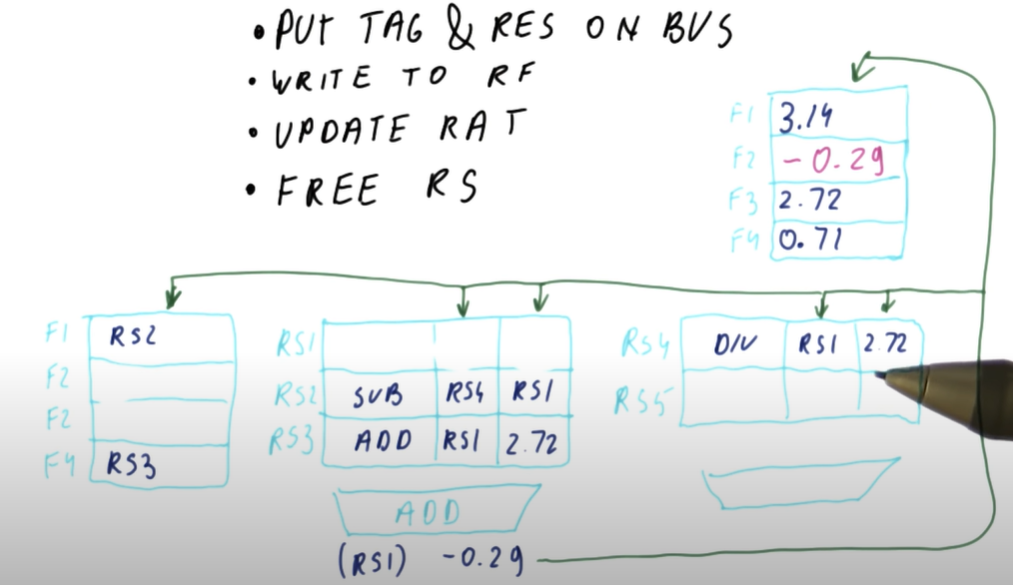 • PUT TAG & RES ON BUS
• WRITE TO RF
• UPDATE RAT
• FREE RS
F1 3.14
F2 -0.29
F3 2.72
F4 0.71
F1 RS2
F2
F2
F4 RS3
RS1
RS2 SUB RS4 RS1
RS3 ADD RS1 2.72
ADD
(RS1) -0.29
RS4 DIV RS1 2.72
RS5